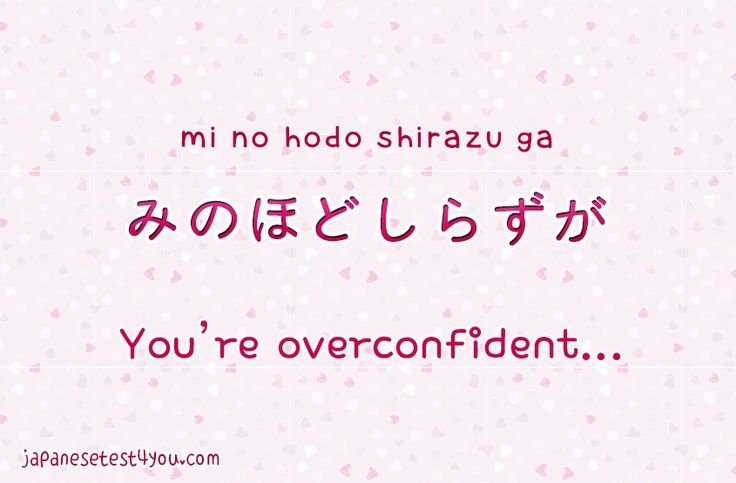 mi no hodo shirazu ga
みのほどしらずが
You're overconfident...
japanesetest4you.com